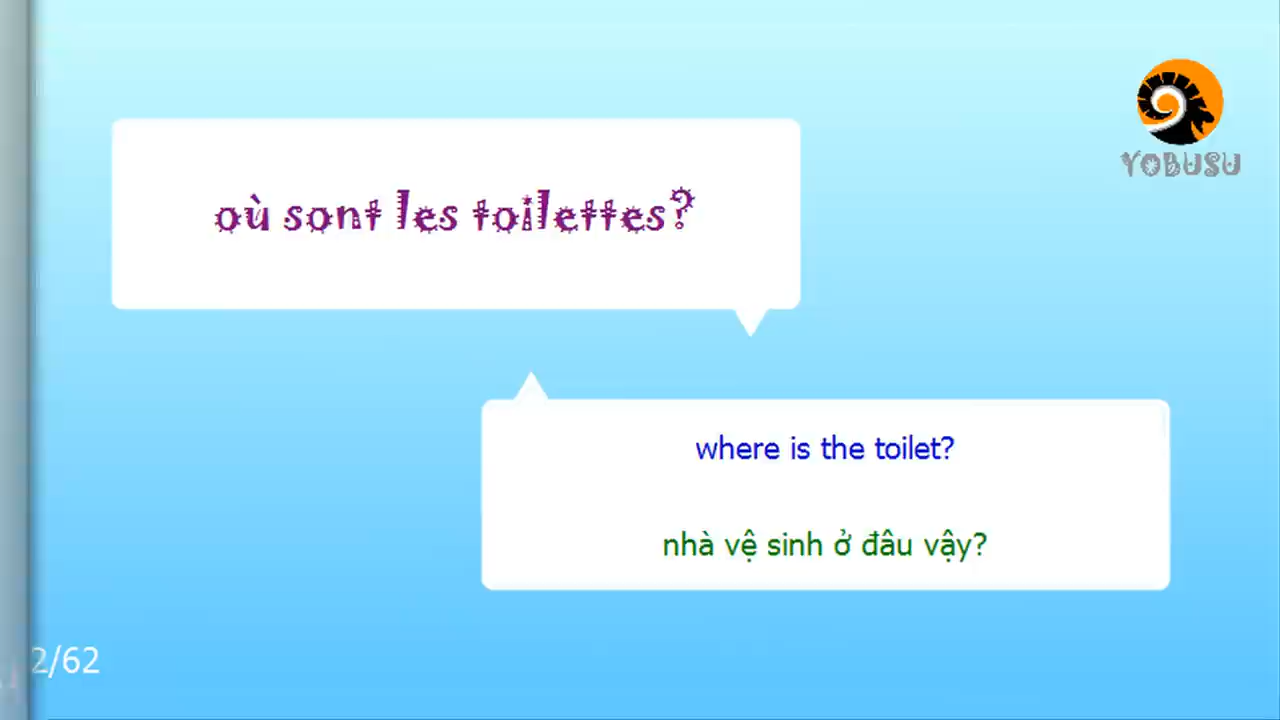 YOBUSU
où sont les toilettes?
where is the toilet?
nhà vệ sinh ở đâu vậy?
2/62